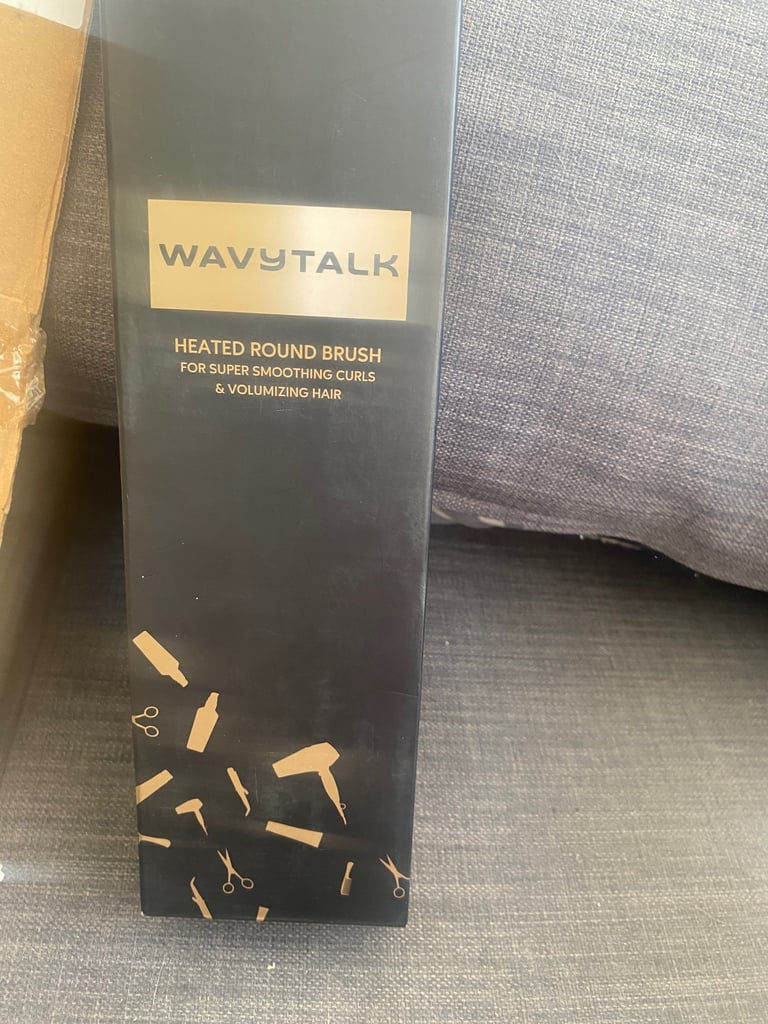 WAVYTALK
HEATED ROUND BRUSH
FOR SUPER SMOOTHING CURLS
& VOLUMIZING HAIR